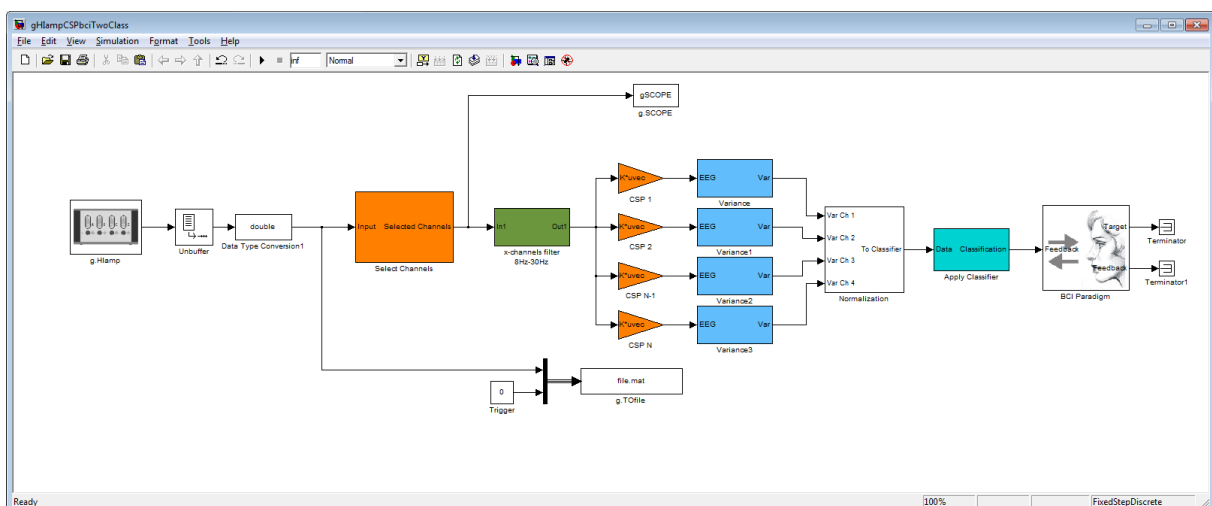 gHIampCSPbciTwoClass
File Edit View Simulation Format Tools Help
inf Normal
gSCOPE
g.SCOPE
K*uvec
CSP 1
EEG Var
Variance
g.HIamp
Unbuffer
double
Data Type Conversion1
Input Selected Channels
Select Channels
In1 Out1
x-channels filter
8Hz-30Hz
K*uvec
CSP 2
EEG Var
Variance1
K*uvec
CSP N-1
EEG Var
Variance2
K*uvec
CSP N
EEG Var
Variance3
Var Ch 1
Var Ch 2
Var Ch 3
Var Ch 4
To Classifier
Normalization
Data Classification
Apply Classifier
Feedback
Target
Feedback
BCI Paradigm
Terminator
Terminator1
0
Trigger
file.mat
g.TOfile
Ready 100% FixedStepDiscrete